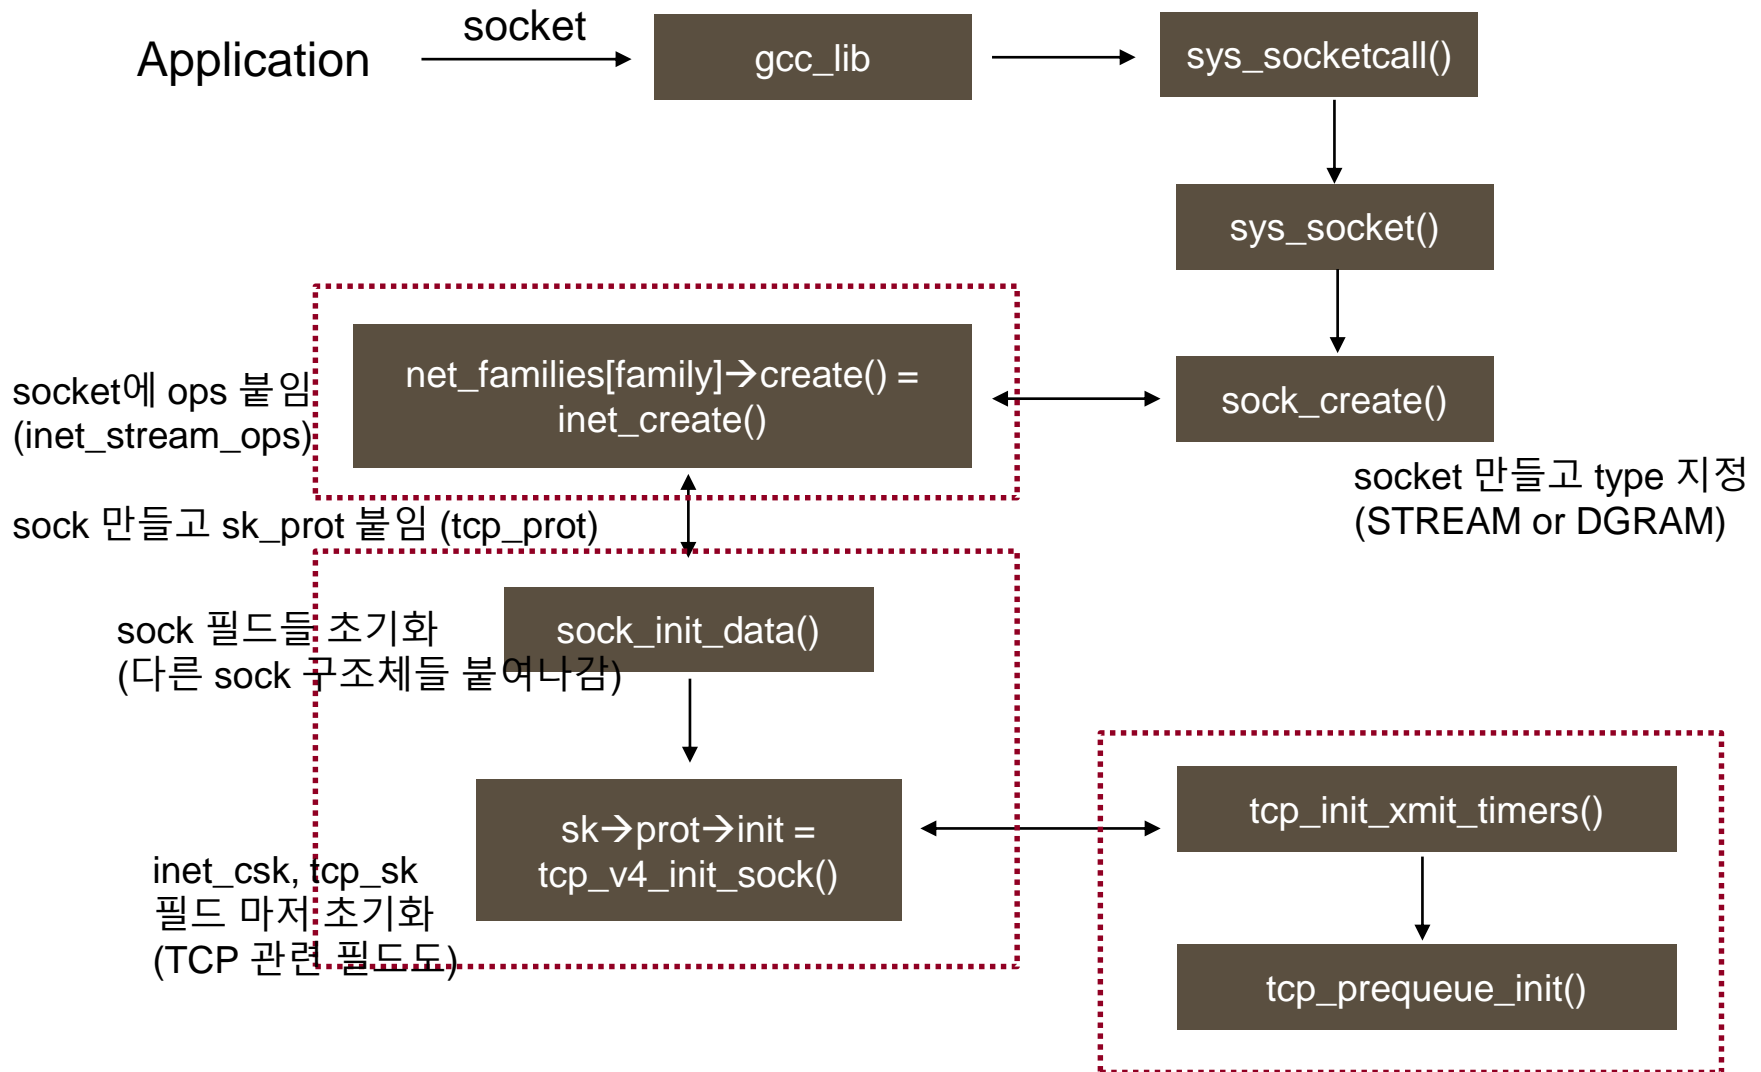 Application
socket
gcc_lib
sys_socketcall()
sys_socket()
net_families[family]→create() =
inet_create()
sock_create()
socket에 ops 붙임
(inet_stream_ops)
socket 만들고 type 지정
(STREAM or DGRAM)
sock 만들고 sk_prot 붙임 (tcp_prot)
sock_init_data()
sock 필드들 초기화
(다른 sock 구조체들 붙여나감)
sk→prot→init =
tcp_v4_init_sock()
tcp_init_xmit_timers()
inet_csk, tcp_sk
필드 마저 초기화
(TCP 관련 필드도)
tcp_prequeue_init()